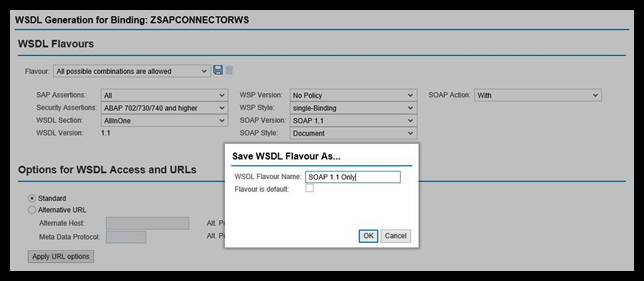 WSDL Generation for Binding: ZSAPCONNECTORWS
WSDL Flavours
Flavour: All possible combinations are allowed
SAP Assertions: All WSP Version: No Policy SOAP Action: With
Security Assertions: ABAP 702/730/740 and higher WSP Style: single-Binding
WSDL Section: AllInOne SOAP Version: SOAP 1.1
WSDL Version: 1.1 SOAP Style: Document
Save WSDL Flavour As...
WSDL Flavour Name: SOAP 1.1 Only
Flavour is default:
OK Cancel
Options for WSDL Access and URLs
Standard
Alternative URL
Alternate Host: Alt. P
Meta Data Protocol: Alt. P
Apply URL options